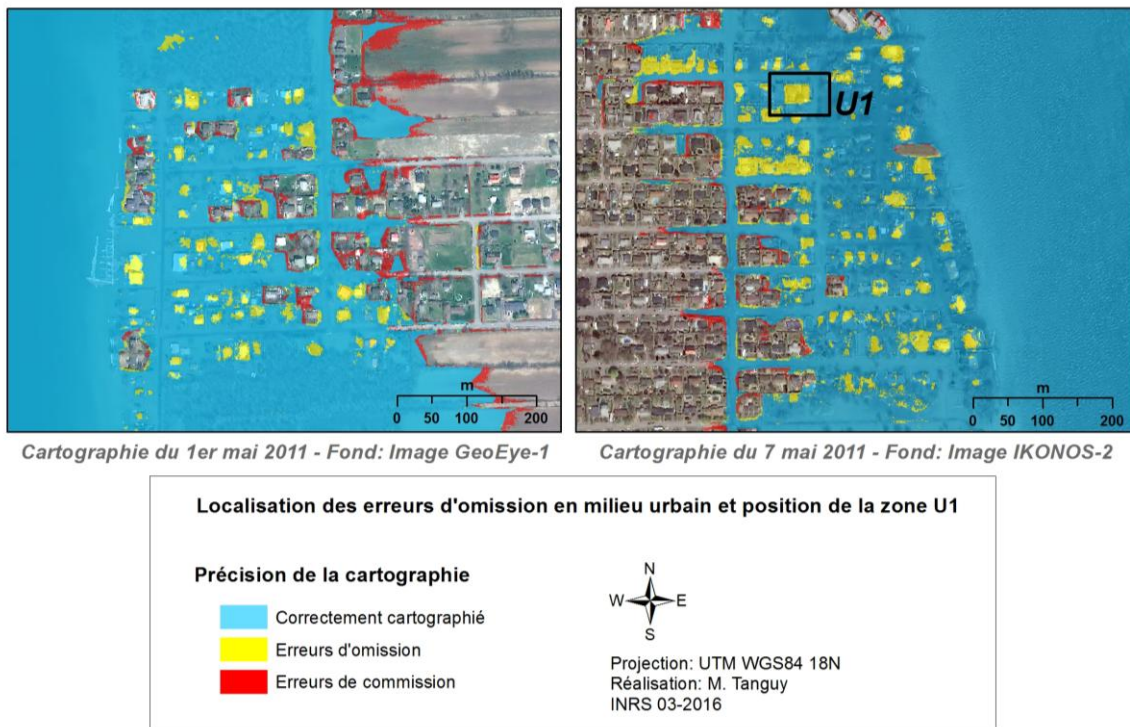 U1
m
0 50 100 200
m
0 50 100 200
Cartographie du 1er mai 2011 - Fond: Image GeoEye-1
Cartographie du 7 mai 2011 - Fond: Image IKONOS-2
Localisation des erreurs d'omission en milieu urbain et position de la zone U1
Précision de la cartographie
Correctement cartographié
Erreurs d'omission
Erreurs de commission
N
W E
S
Projection: UTM WGS84 18N
Réalisation: M. Tanguy
INRS 03-2016